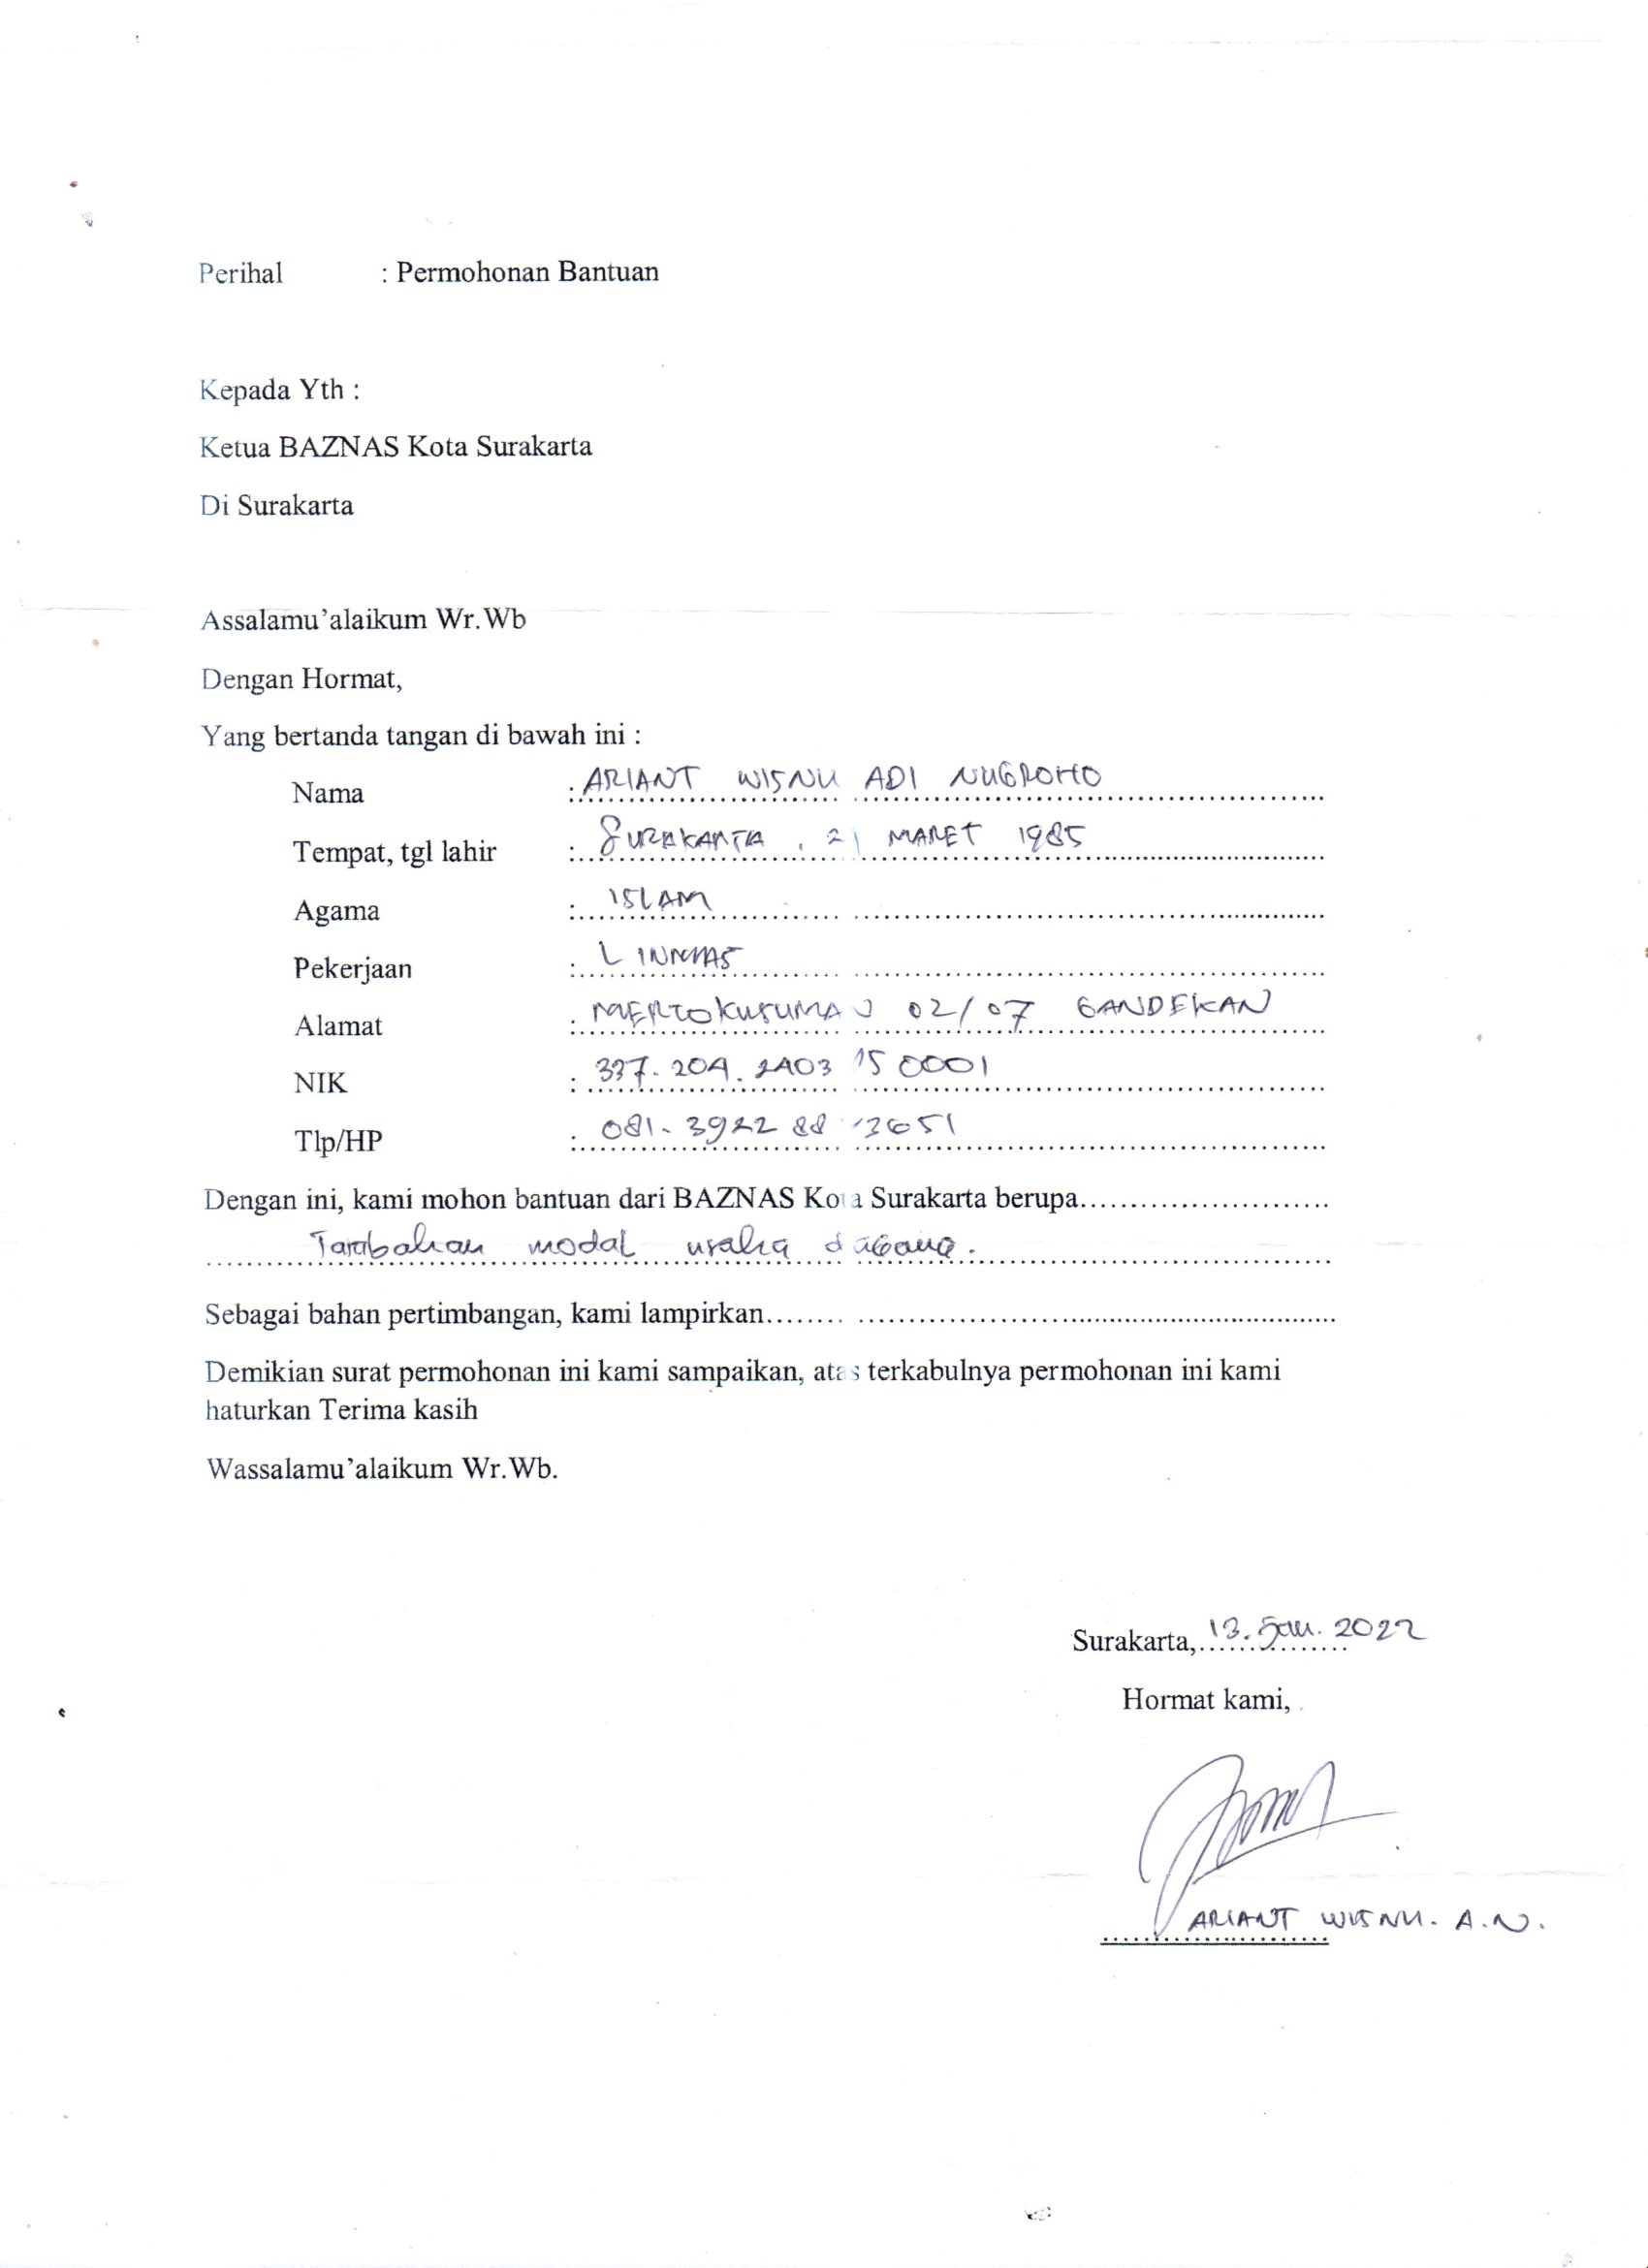 Perihal : Permohonan Bantuan
Kepada Yth :
Ketua BAZNAS Kota Surakarta
Di Surakarta
Assalamu’alaikum Wr.Wb
Dengan Hormat,
Yang bertanda tangan di bawah ini :
Nama : ARIANT WISNU ADI NUGROHO
Tempat, tgl lahir : SURAKARTA, 21 MARET 1985
Agama : ISLAM
Pekerjaan : LINMAS
Alamat : MERTOKUSUMAN 02/07 GANDEKAN
NIK : 337.204. 2403 15 0001
Tlp/HP : 081-3922 88 3651
Dengan ini, kami mohon bantuan dari BAZNAS Kota Surakarta berupa..........................
Tambahan modal usaha dagang.
Sebagai bahan pertimbangan, kami lampirkan..........................
Demikian surat permohonan ini kami sampaikan, atas terkabulnya permohonan ini kami
haturkan Terima kasih
Wassalamu’alaikum Wr.Wb.
Surakarta, 13. Jan. 2022
Hormat kami,
ARIANT WISNU. A.N.